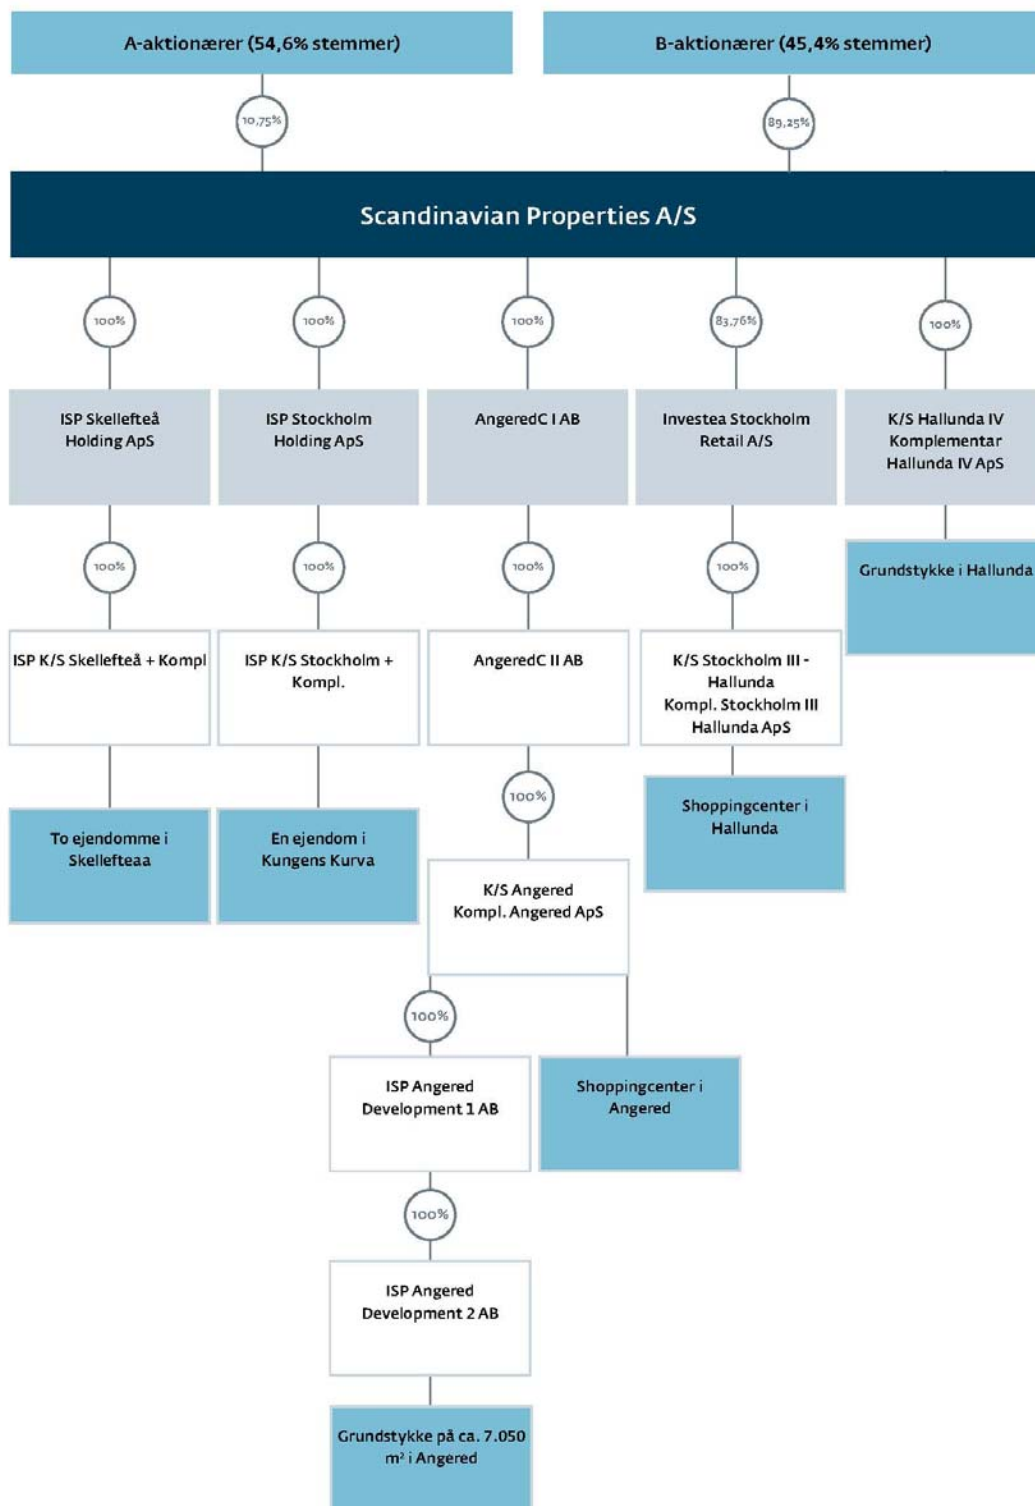 A-aktionærer (54,6% stemmer)
B-aktionærer (45,4% stemmer)
10,75%
89,25%
Scandinavian Properties A/S
100%
100%
100%
83,76%
100%
ISP Skellefteå
Holding ApS
ISP Stockholm
Holding ApS
AngeredC I AB
Investea Stockholm
Retail A/S
K/S Hallunda IV
Komplementar
Hallunda IV ApS
100%
100%
100%
100%
Grundstykke i Hallunda
ISP K/S Skellefteå + Kompl
ISP K/S Stockholm +
Kompl.
AngeredC II AB
K/S Stockholm III -
Hallunda
Kompl. Stockholm III
Hallunda ApS
100%
To ejendomme i
Skellefteaa
En ejendom i
Kungens Kurva
Shoppingcenter i
Hallunda
K/S Angered
Kompl. Angered ApS
100%
ISP Angered
Development 1 AB
Shoppingcenter i
Angered
100%
ISP Angered
Development 2 AB
Grundstykke på ca. 7.050
m² i Angered